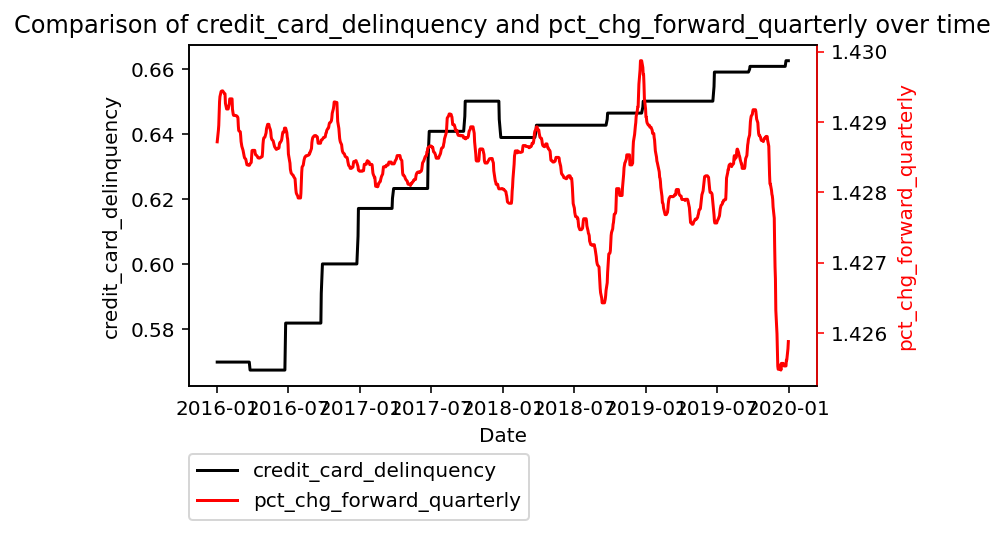 Comparison of credit_card_delinquency and pct_chg_forward_quarterly over time
credit_card_delinquency
0.66
0.64
0.62
0.60
0.58
1.430
1.429
1.428
1.427
1.426
pct_chg_forward_quarterly
2016-01 2016-07 2017-01 2017-07 2018-01 2018-07 2019-01 2019-07 2020-01
Date
credit_card_delinquency
pct_chg_forward_quarterly